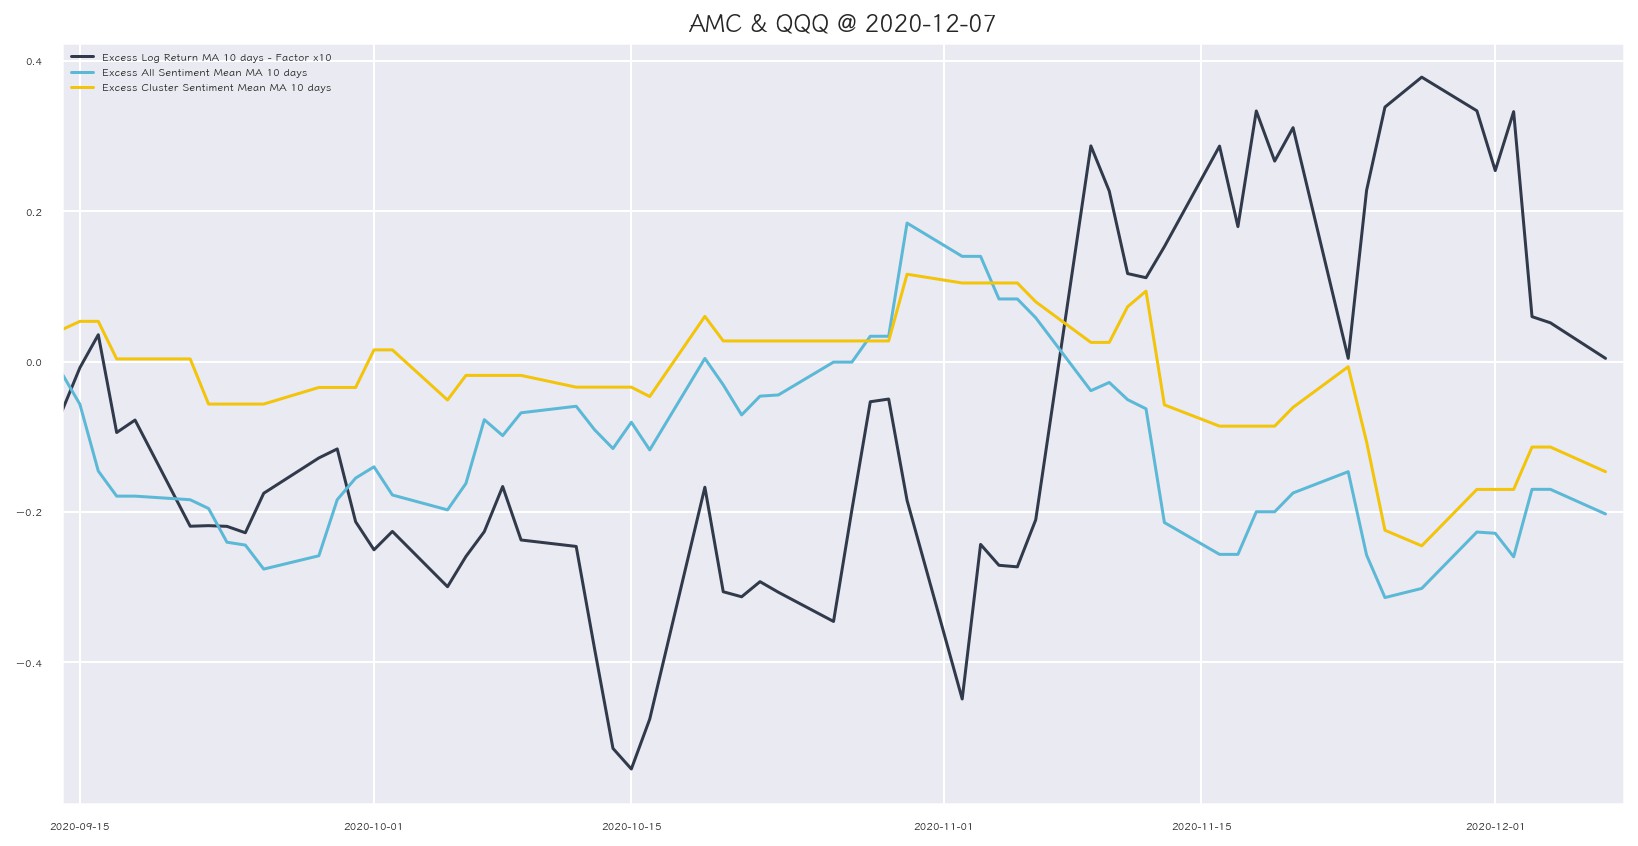 AMC & QQQ @ 2020-12-07
Excess Log Return MA 10 days - Factor x10
Excess All Sentiment Mean MA 10 days
Excess Cluster Sentiment Mean MA 10 days
0.4
0.2
0.0
−0.2
−0.4
2020-09-15 2020-10-01 2020-10-15 2020-11-01 2020-11-15 2020-12-01